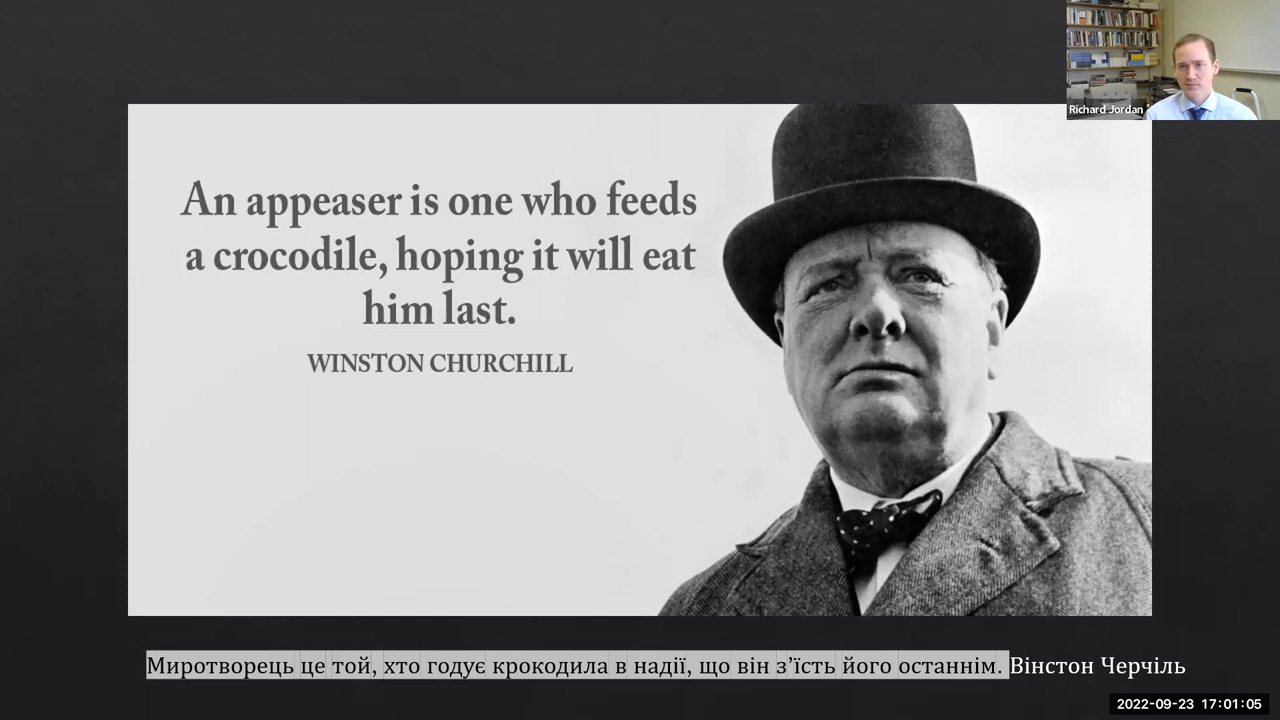 Richard Jordan
An appeaser is one who feeds
a crocodile, hoping it will eat
him last.
WINSTON CHURCHILL
Миротворець це той, хто годує крокодила в надії, що він з’їсть його останнім. Вінстон Черчіль
2022-09-23 17:01:05